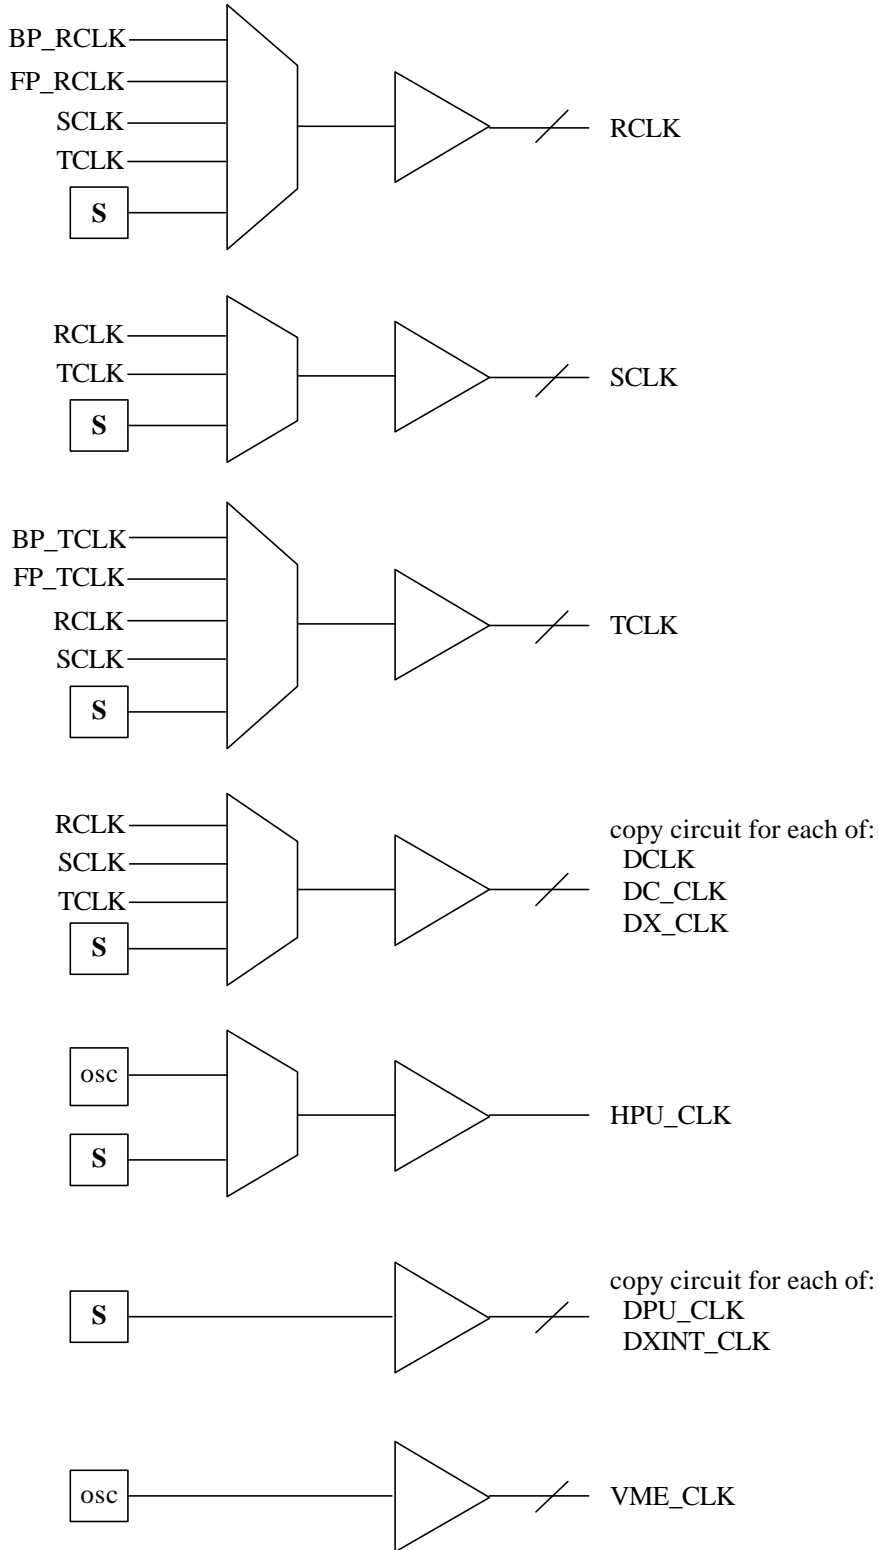 BP_RCLK
FP_RCLK
SCLK
TCLK
S
RCLK
RCLK
TCLK
S
SCLK
BP_TCLK
FP_TCLK
RCLK
SCLK
S
TCLK
RCLK
SCLK
TCLK
S
copy circuit for each of:
DCLK
DC_CLK
DX_CLK
osc
S
HPU_CLK
S
copy circuit for each of:
DPU_CLK
DXINT_CLK
osc
VME_CLK